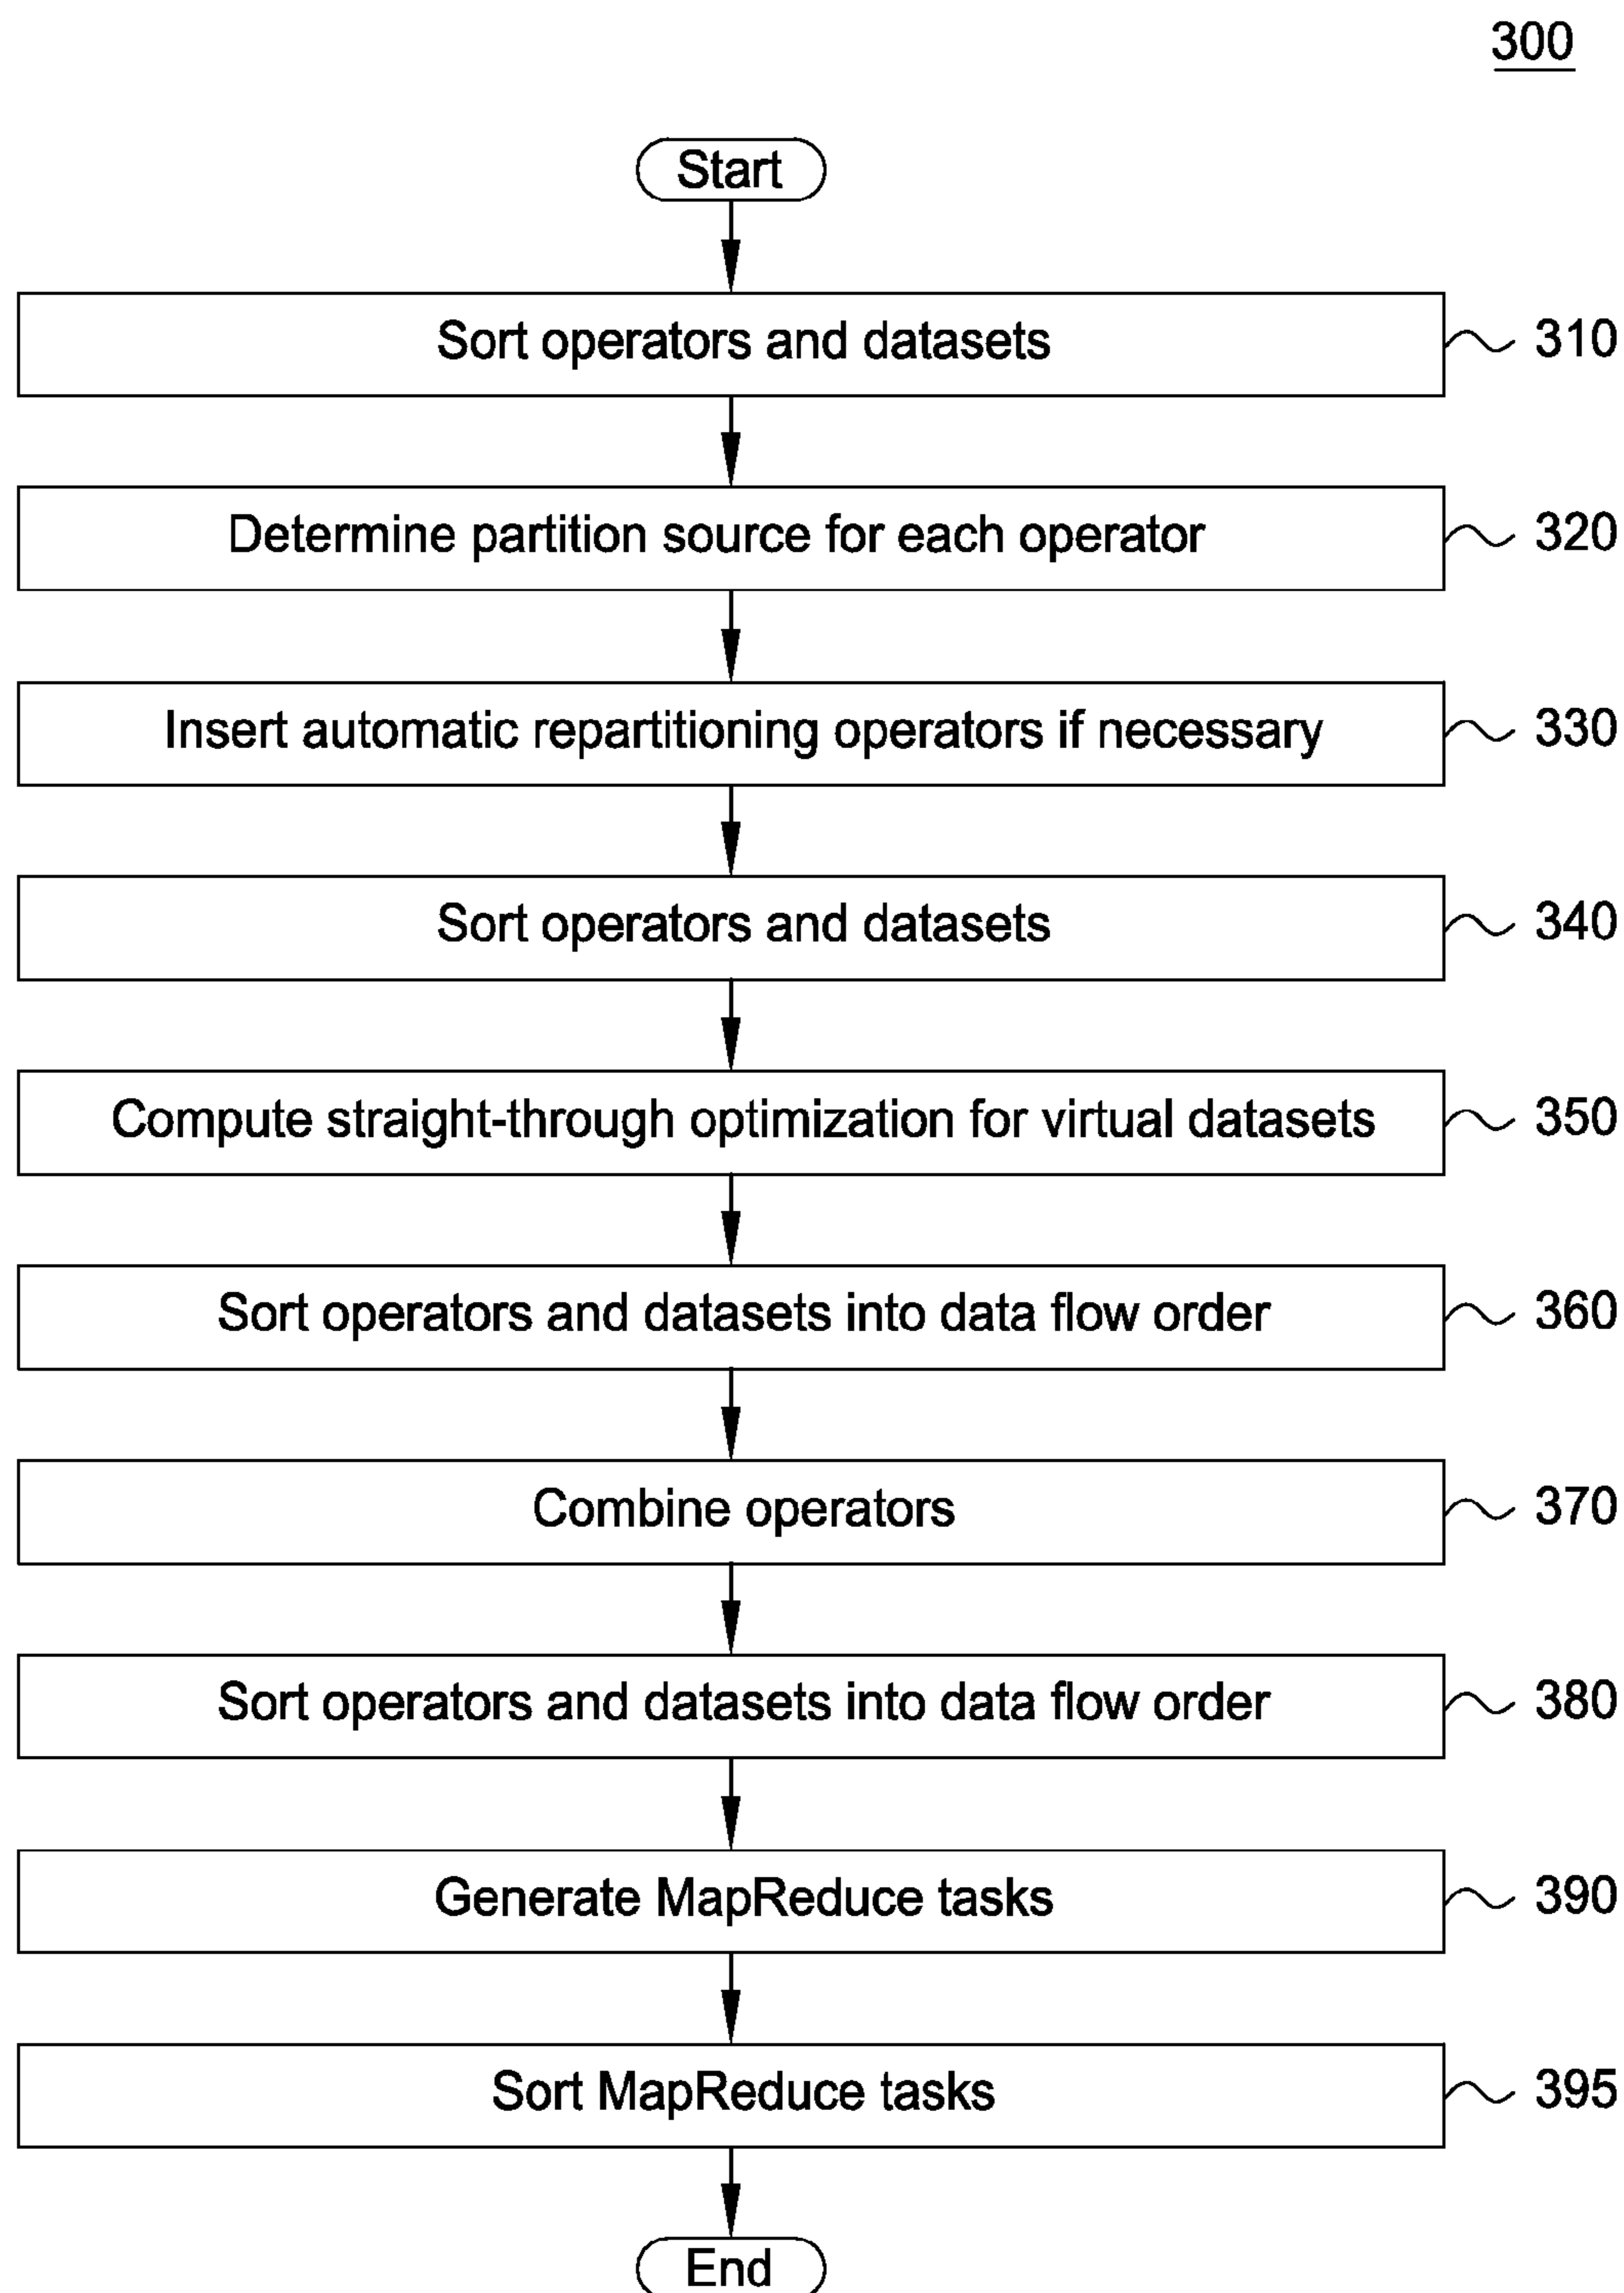 300
Start
Sort operators and datasets
310
Determine partition source for each operator
320
Insert automatic repartitioning operators if necessary
330
Sort operators and datasets
340
Compute straight-through optimization for virtual datasets
350
Sort operators and datasets into data flow order
360
Combine operators
370
Sort operators and datasets into data flow order
380
Generate MapReduce tasks
390
Sort MapReduce tasks
395
End